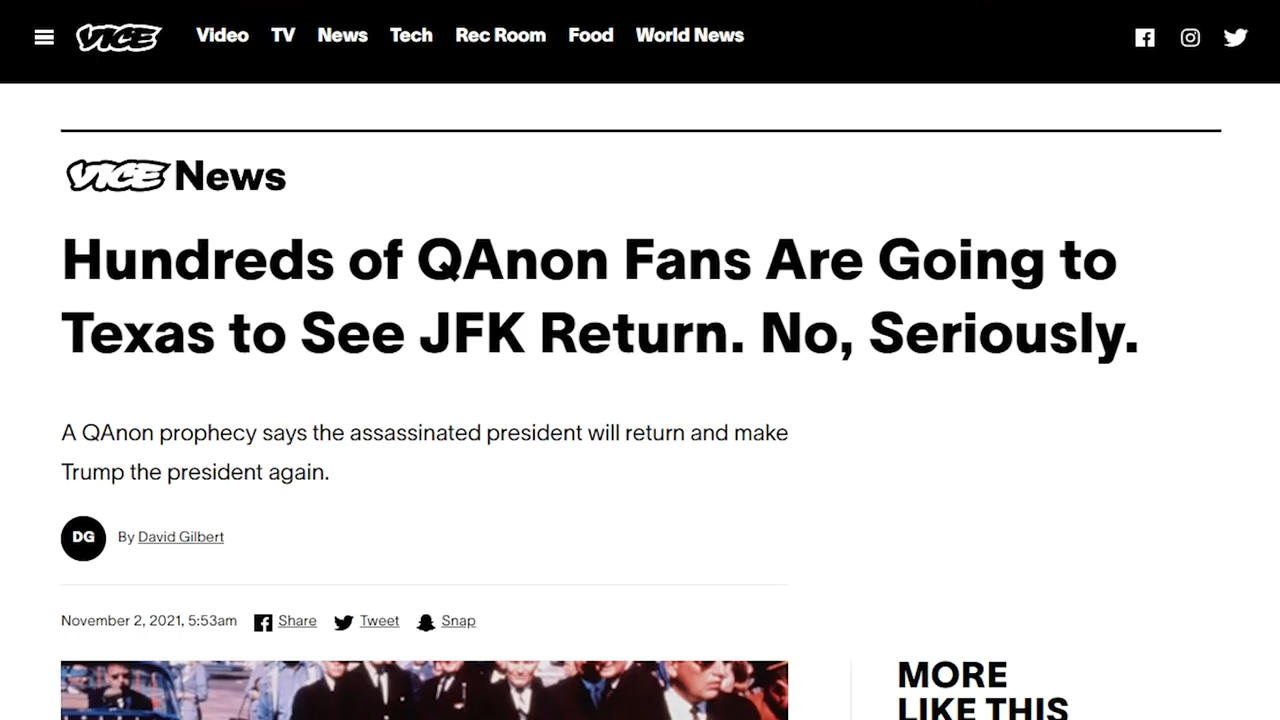 VICE Video TV News Tech Rec Room Food World News
VICE News
Hundreds of QAnon Fans Are Going to
Texas to See JFK Return. No, Seriously.
A QAnon prophecy says the assassinated president will return and make
Trump the president again.
DG By David Gilbert
November 2, 2021, 5:53am Share Tweet Snap
MORE
LIKE THIS